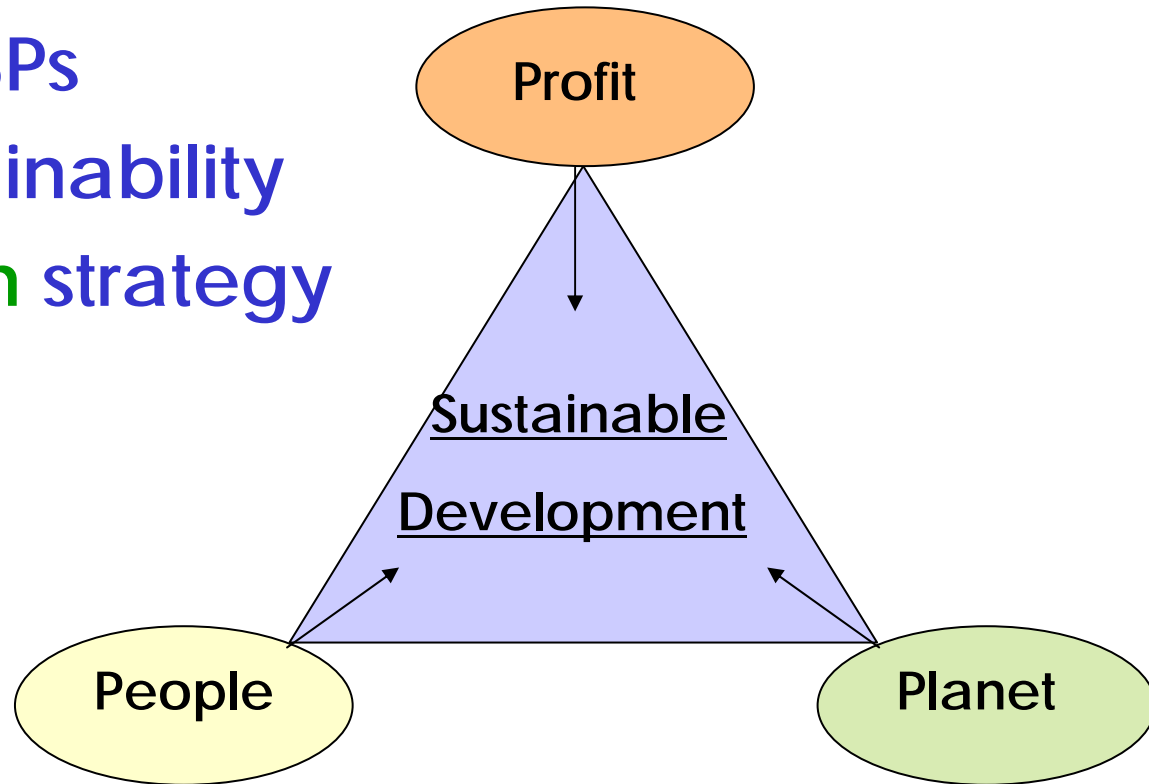 Ps
inability
strategy
Profit
Sustainable
Development
People
Planet